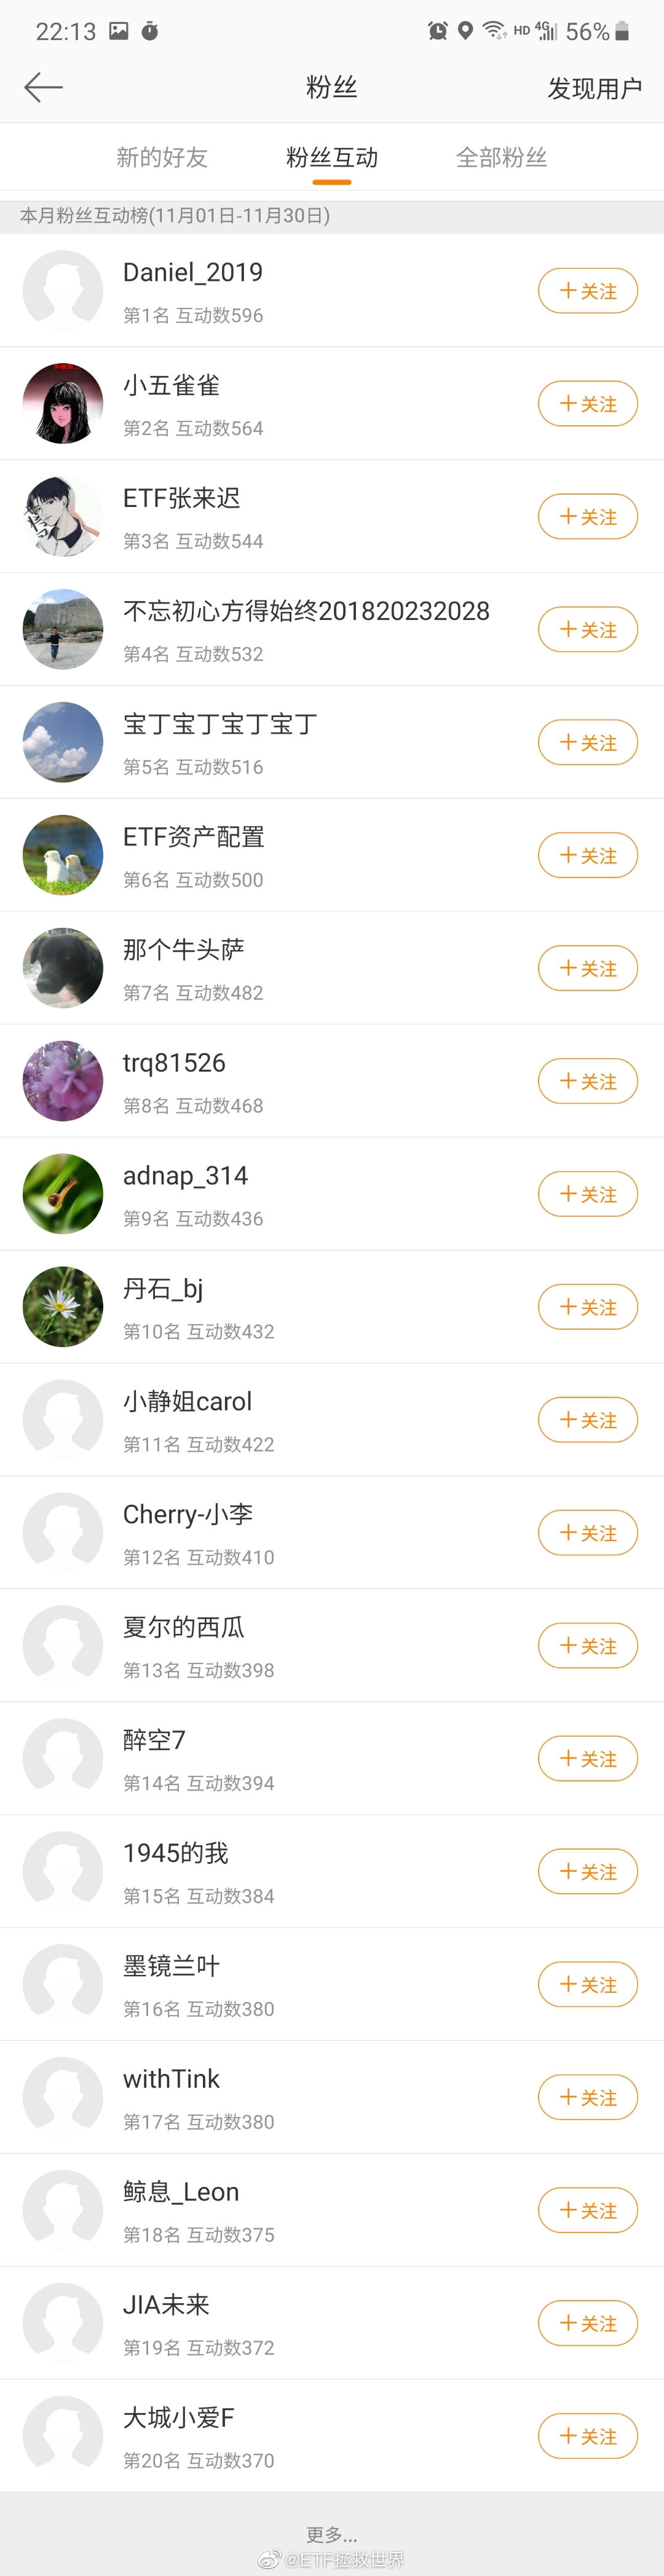 22:13 HD 4G 56%
粉丝 发现用户
新的好友 粉丝互动 全部粉丝
本月粉丝互动榜(11月01日-11月30日)
Daniel_2019
第1名 互动数596
+关注
小五雀雀
第2名 互动数564
+关注
ETF张来迟
第3名 互动数544
+关注
不忘初心方得始终201820232028
第4名 互动数532
+关注
宝丁宝丁宝丁宝丁
第5名 互动数516
+关注
ETF资产配置
第6名 互动数500
+关注
那个牛头萨
第7名 互动数482
+关注
trq81526
第8名 互动数468
+关注
adnap_314
第9名 互动数436
+关注
丹石_bj
第10名 互动数432
+关注
小静姐carol
第11名 互动数422
+关注
Cherry-小李
第12名 互动数410
+关注
夏尔的西瓜
第13名 互动数398
+关注
醉空7
第14名 互动数394
+关注
1945的我
第15名 互动数384
+关注
墨镜兰叶
第16名 互动数380
+关注
withTink
第17名 互动数380
+关注
鲸息_Leon
第18名 互动数375
+关注
JIA未来
第19名 互动数372
+关注
大城小爱F
第20名 互动数370
+关注
更多...
@ETF拯救世界